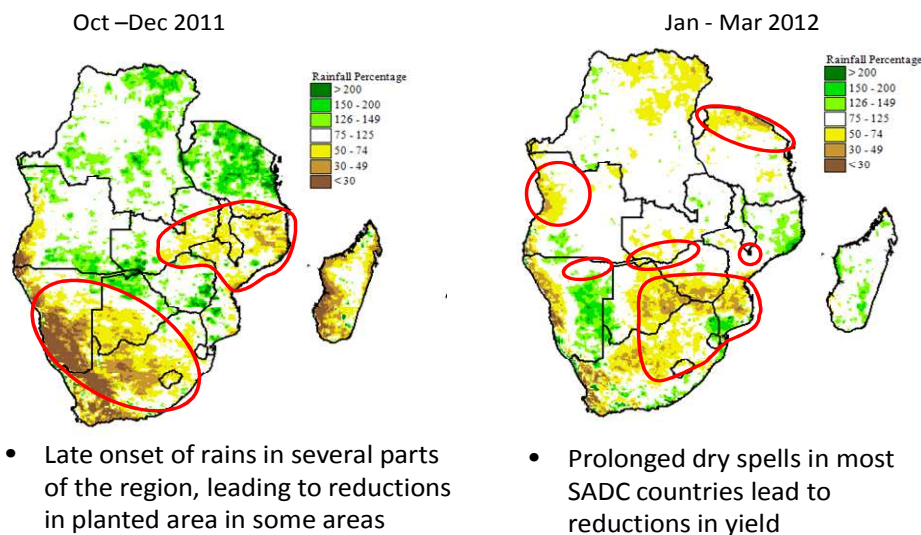 Oct –Dec 2011
Rainfall Percentage
> 200
150 - 200
126 - 149
75 - 125
50 - 74
30 - 49
< 30
• Late onset of rains in several parts
of the region, leading to reductions
in planted area in some areas
Jan - Mar 2012
Rainfall Percentage
> 200
150 - 200
126 - 149
75 - 125
50 - 74
30 - 49
< 30
• Prolonged dry spells in most
SADC countries lead to
reductions in yield